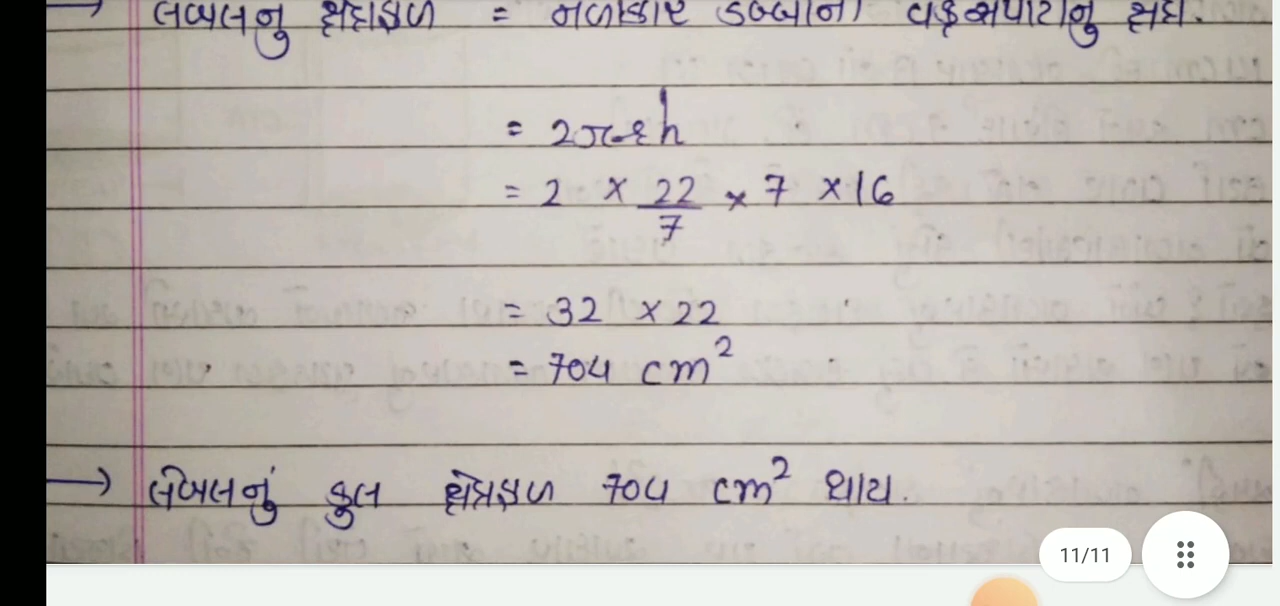 → લેબલનું ક્ષેત્રફળ = નળાકાર ડબ્બાની વક્રસપાટીનું ક્ષેત્ર.
= 2πrh
= 2 × 22/7 × 7 × 16
= 32 × 22
= 704 cm²
→ લેબલનું કુલ ક્ષેત્રફળ 704 cm² થાય.
11/11